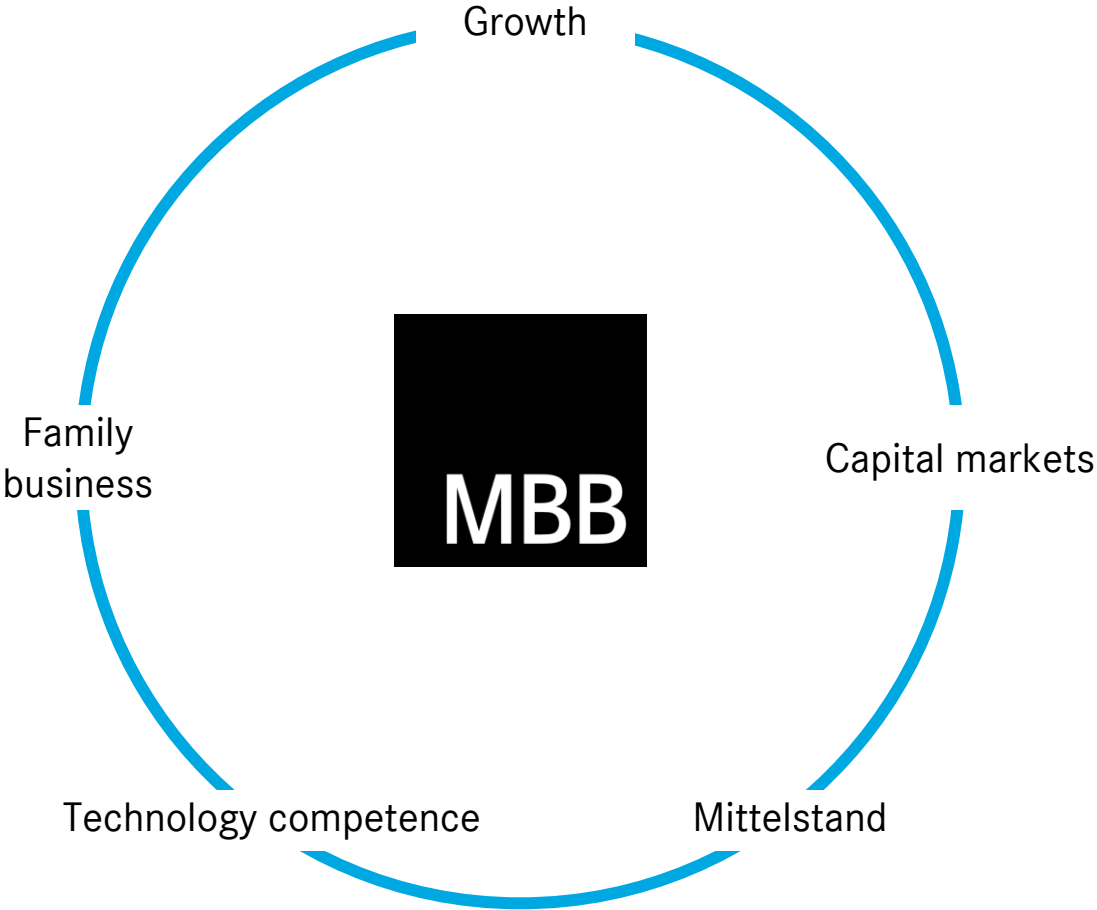 Growth
Family
business
Capital markets
MBB
Technology competence
Mittelstand